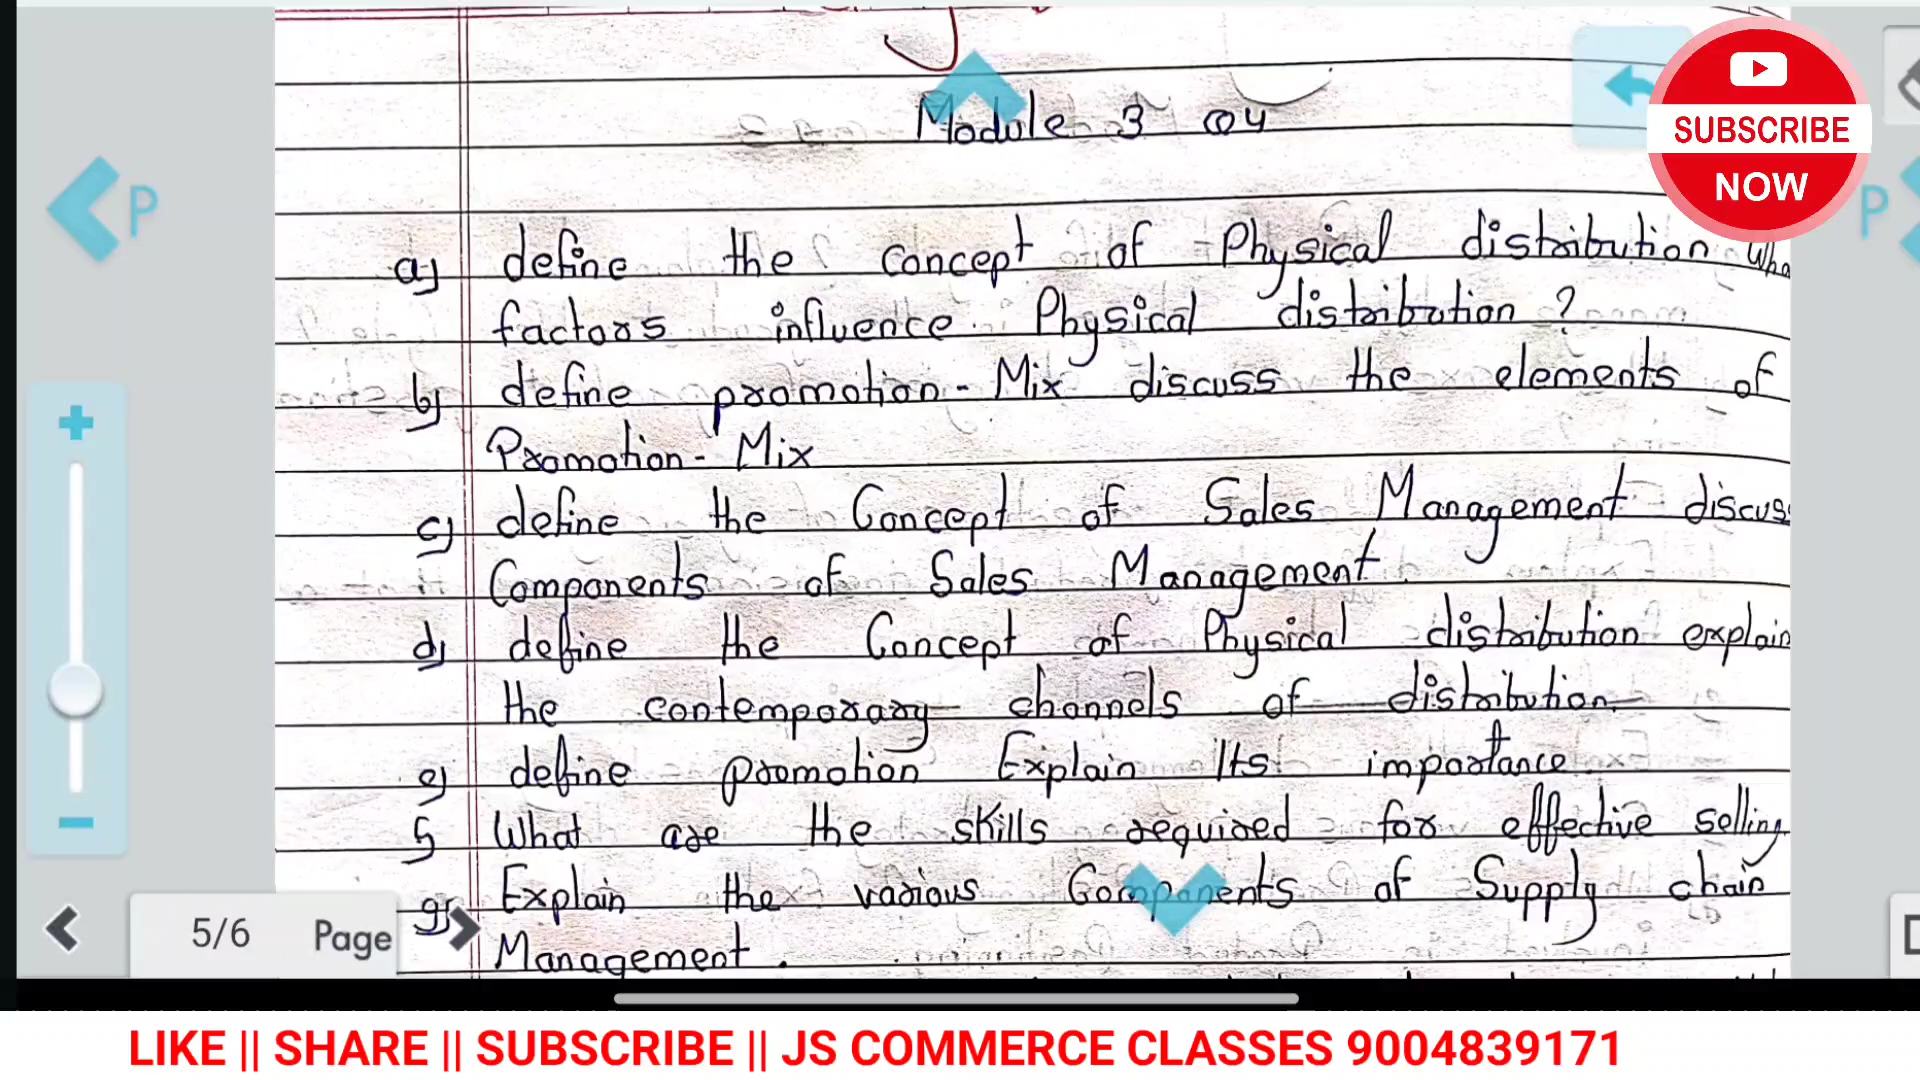 Module 3 Q4
SUBSCRIBE
NOW
P
P
a) define the concept of Physical distribution Wha
factors influence Physical distribution ?
b) define promotion - Mix discuss the elements of
Promotion - Mix
c) define the Concept of Sales Management discus
Components of Sales Management.
d) define the Concept of Physical distribution explain
the contemporary channels of distribution.
e) define promotion Explain Its importance.
f) What are the skills required for effective selling.
g) Explain the various Components of Supply chain
Management.
5/6 Page
LIKE || SHARE || SUBSCRIBE || JS COMMERCE CLASSES 9004839171